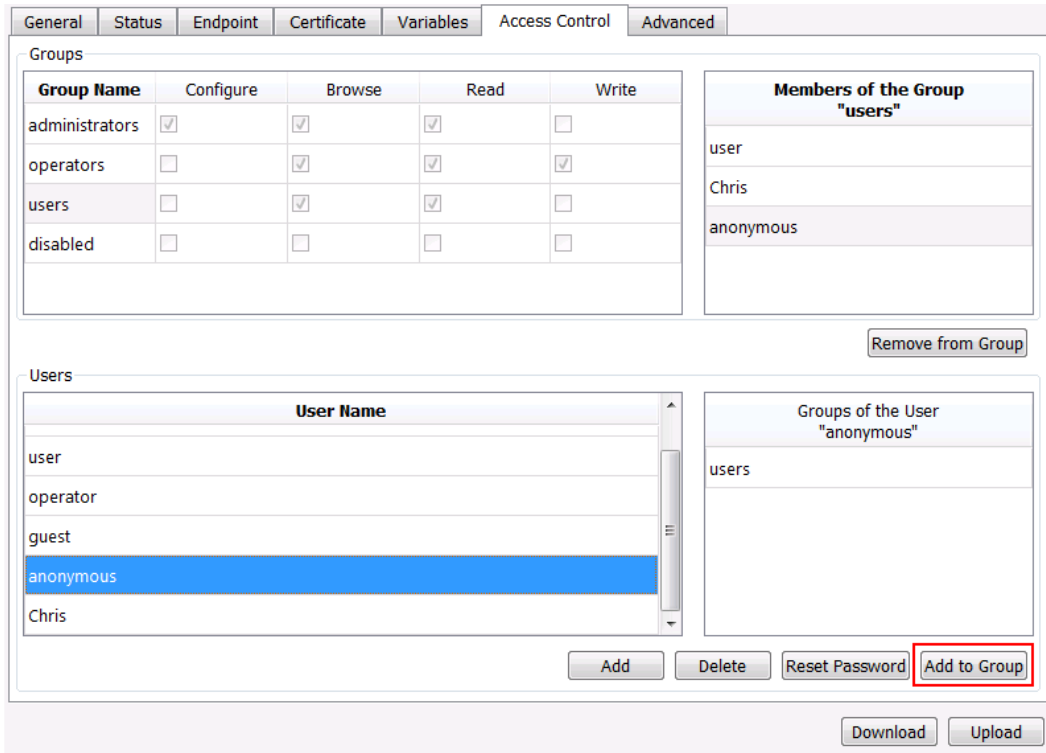 General Status Endpoint Certificate Variables Access Control Advanced
Groups
Group Name Configure Browse Read Write
administrators
operators
users
disabled
Members of the Group
"users"
user
Chris
anonymous
Remove from Group
Users
User Name
user
operator
guest
anonymous
Chris
Groups of the User
"anonymous"
users
Add Delete Reset Password Add to Group
Download Upload